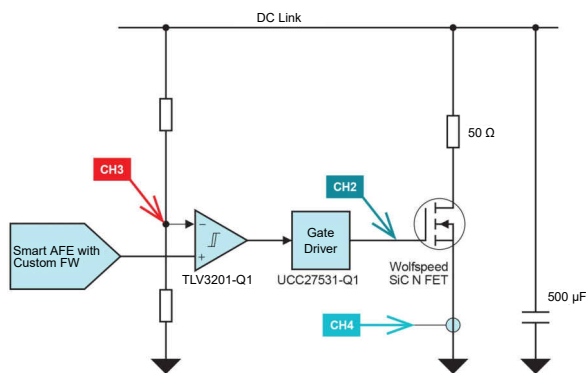 DC Link
50 Ω
CH3
CH2
Smart AFE with
Custom FW
−
+
TLV3201-Q1
Gate
Driver
UCC27531-Q1
Wolfspeed
SiC N FET
CH4
500 µF